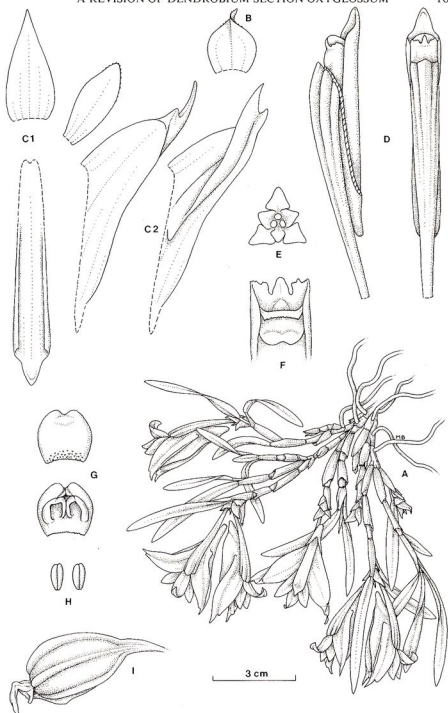 A REVISION OF DENDROBIUM SECTION OXYGLOSSUM
B
C1
D
C2
E
F
G
A
H
I
3 cm